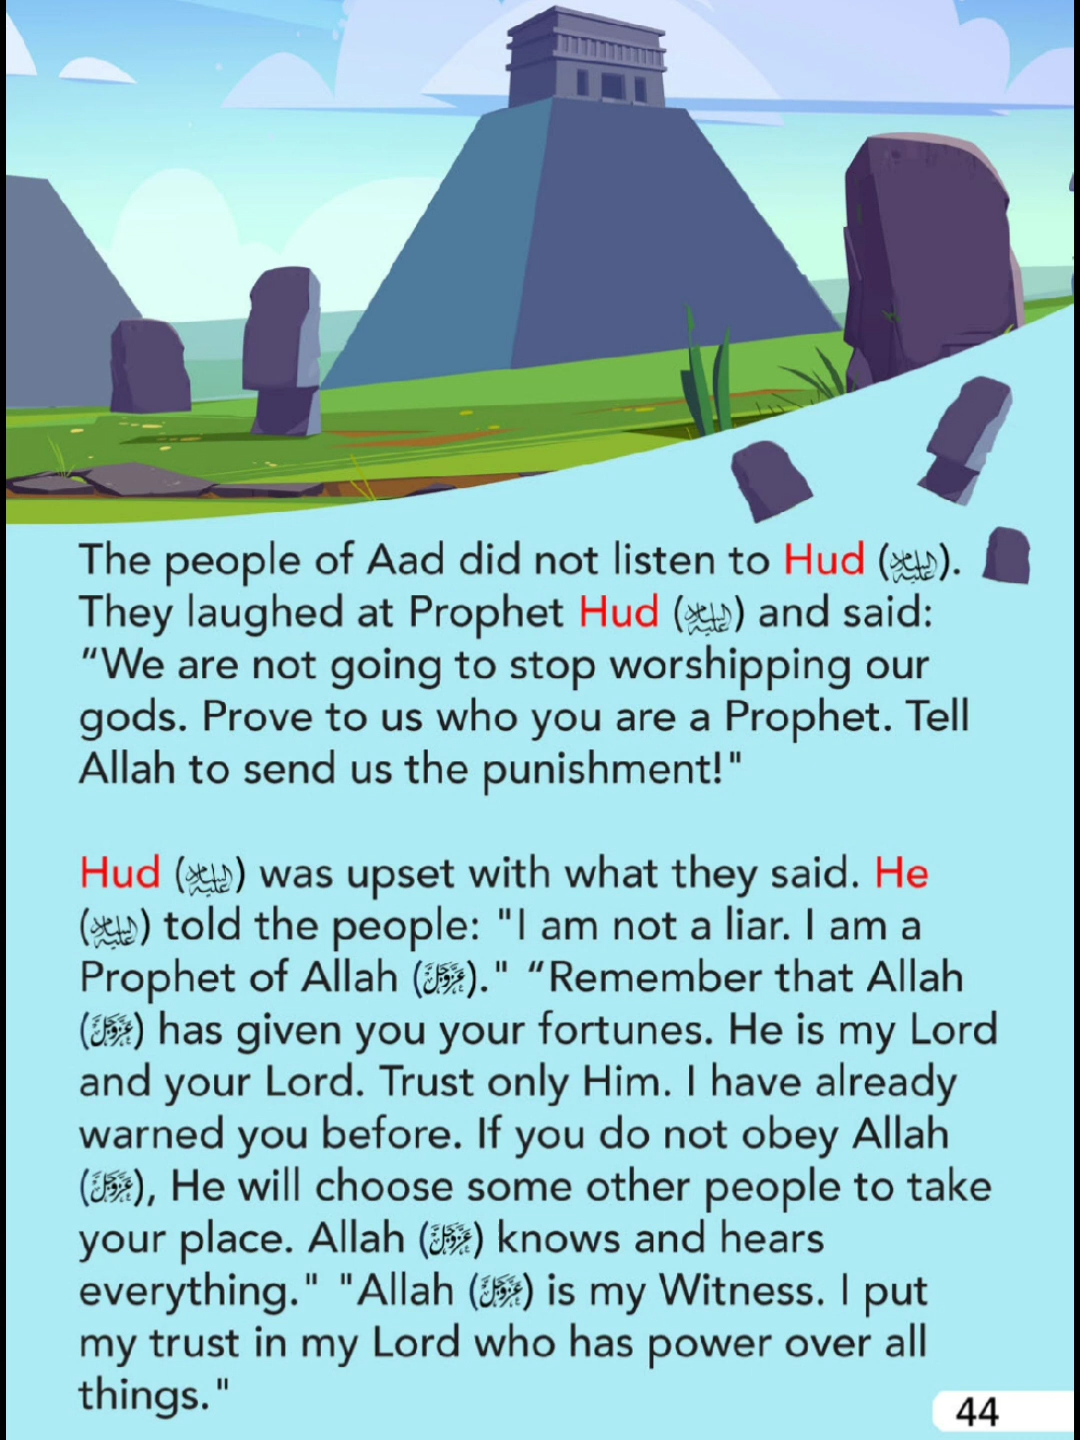 The people of Aad did not listen to Hud (عليه السلام).
They laughed at Prophet Hud (عليه السلام) and said:
“We are not going to stop worshipping our
gods. Prove to us who you are a Prophet. Tell
Allah to send us the punishment!"
Hud (عليه السلام) was upset with what they said. He
(عليه السلام) told the people: "I am not a liar. I am a
Prophet of Allah (عَزَّوَجَلَّ)." “Remember that Allah
(عَزَّوَجَلَّ) has given you your fortunes. He is my Lord
and your Lord. Trust only Him. I have already
warned you before. If you do not obey Allah
(عَزَّوَجَلَّ), He will choose some other people to take
your place. Allah (عَزَّوَجَلَّ) knows and hears
everything." "Allah (عَزَّوَجَلَّ) is my Witness. I put
my trust in my Lord who has power over all
things."
44